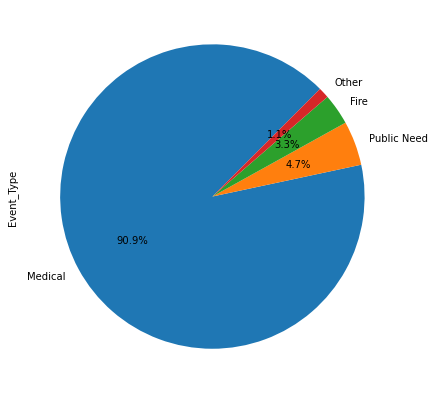 Other
Fire
1.1%
Public Need
3.3%
4.7%
Event_Type
90.9%
Medical